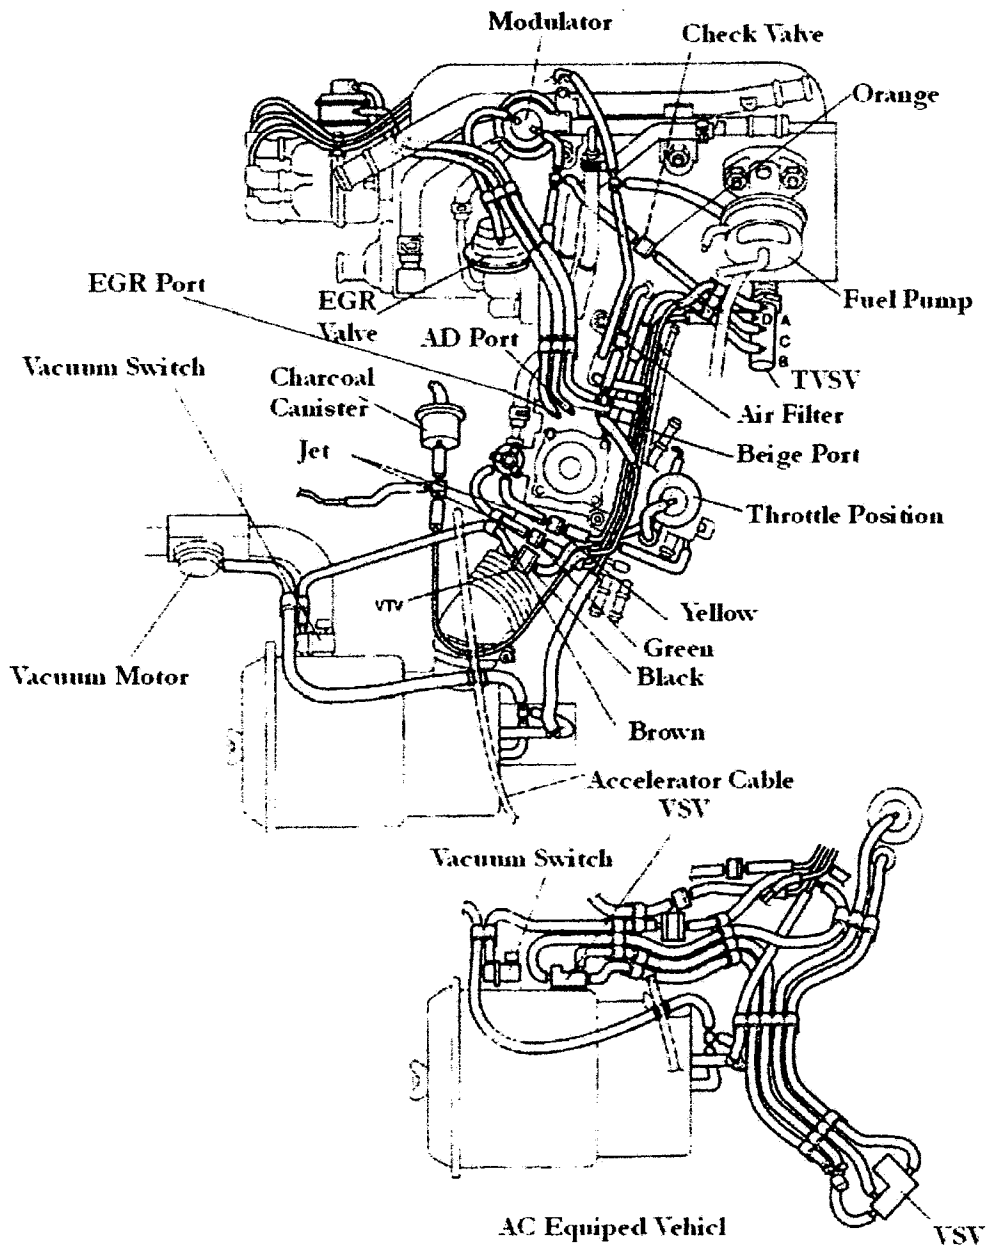 Modulator
Check Valve
Orange
EGR Port
EGR
Valve
Fuel Pump
D A
C
B
AD Port
Vacuum Switch
TVSV
Charcoal
Canister
Air Filter
Jet
Beige Port
Throttle Position
VTV
Yellow
Green
Vacuum Motor
Black
Brown
Accelerator Cable
VSV
Vacuum Switch
AC Equiped Vehicl
VSV